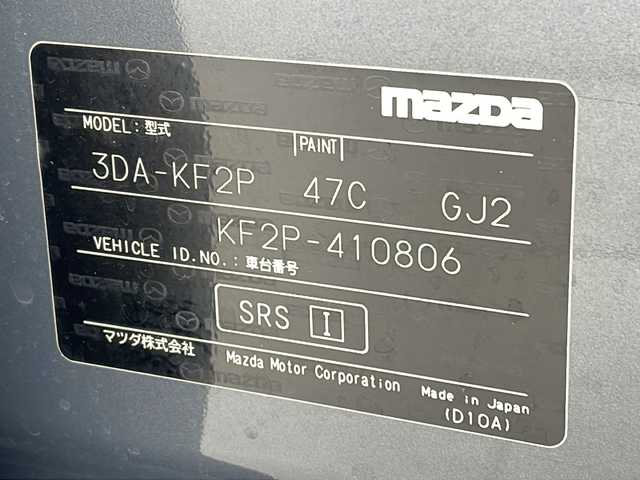 mazda
MODEL:型式 PAINT
3DA-KF2P 47C GJ2
KF2P-410806
VEHICLE ID.NO.:車台番号
SRS I
マツダ株式会社 Mazda Motor Corporation Made in Japan
(D10A)